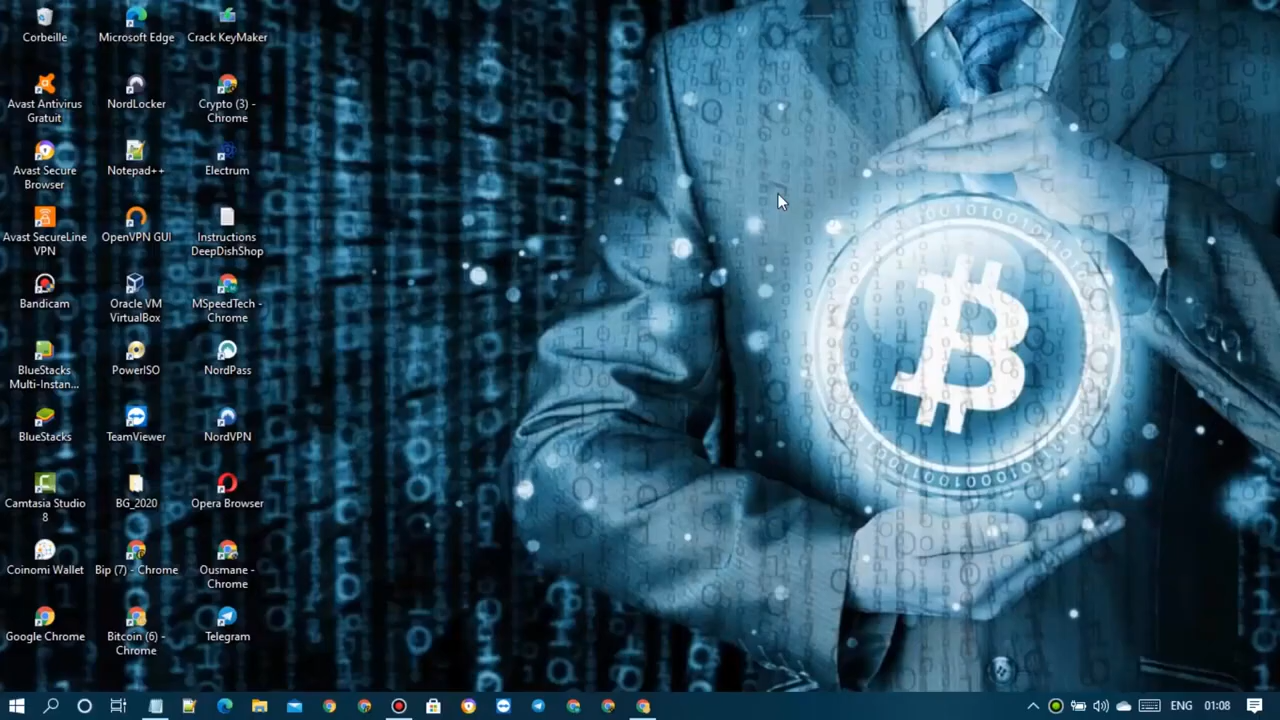 Corbeille
Microsoft Edge
Crack KeyMaker
Avast Antivirus
Gratuit
NordLocker
Crypto (3) -
Chrome
Avast Secure
Browser
Notepad++
Electrum
Avast SecureLine
VPN
OpenVPN GUI
Instructions
DeepDishShop
Bandicam
Oracle VM
VirtualBox
MSpeedTech -
Chrome
BlueStacks
Multi-Instan...
PowerISO
NordPass
BlueStacks
TeamViewer
NordVPN
Camtasia Studio
8
BG_2020
Opera Browser
Coinomi Wallet
Bip (7) - Chrome
Ousmane -
Chrome
Google Chrome
Bitcoin (6) -
Chrome
Telegram
ENG
01:08